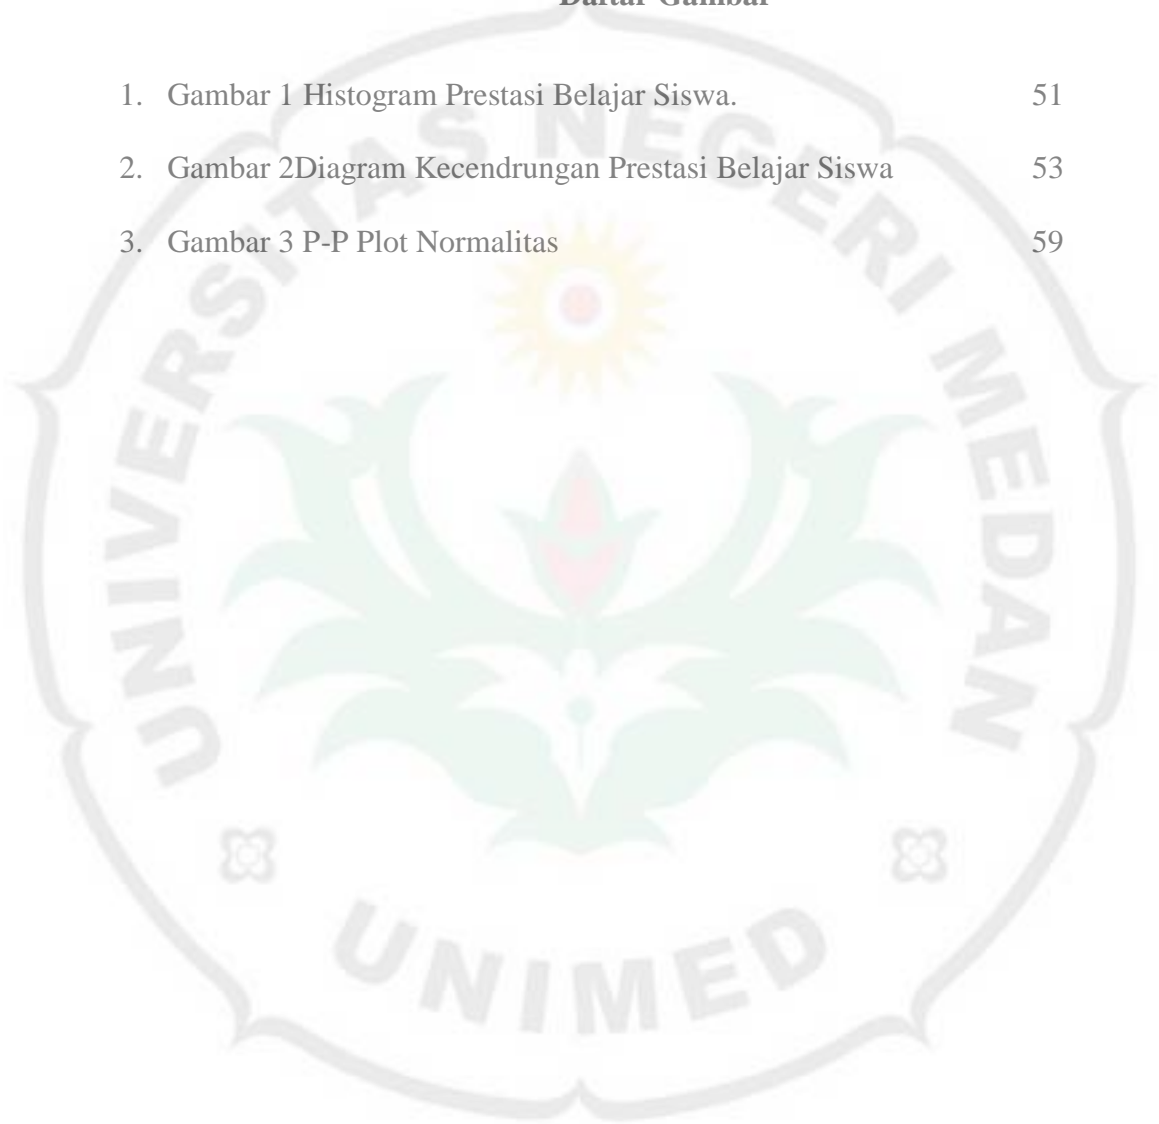 Daftar Gambar
1. Gambar 1 Histogram Prestasi Belajar Siswa. 51
2. Gambar 2Diagram Kecendrungan Prestasi Belajar Siswa 53
3. Gambar 3 P-P Plot Normalitas 59
UNIVERSITAS NEGERI MEDAN
UNIMED